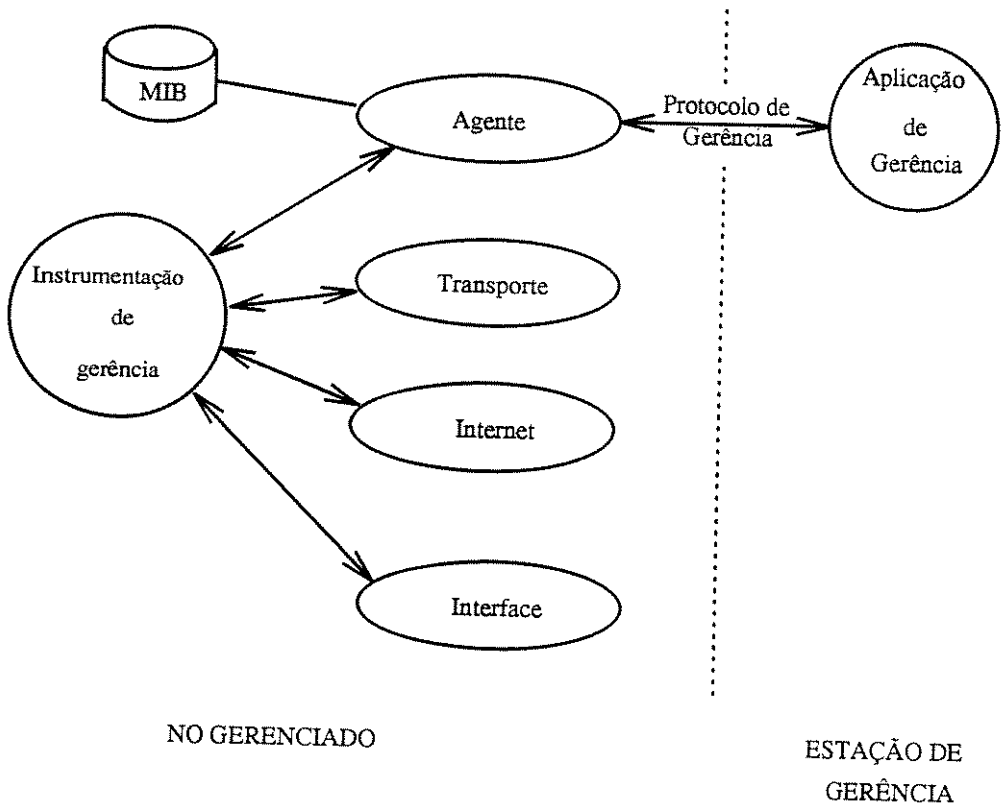 MIB
Agente
Protocolo de
Gerência
Aplicação
de
Gerência
Instrumentação
de
gerência
Transporte
Internet
Interface
NO GERENCIADO
ESTAÇÃO DE
GERÊNCIA